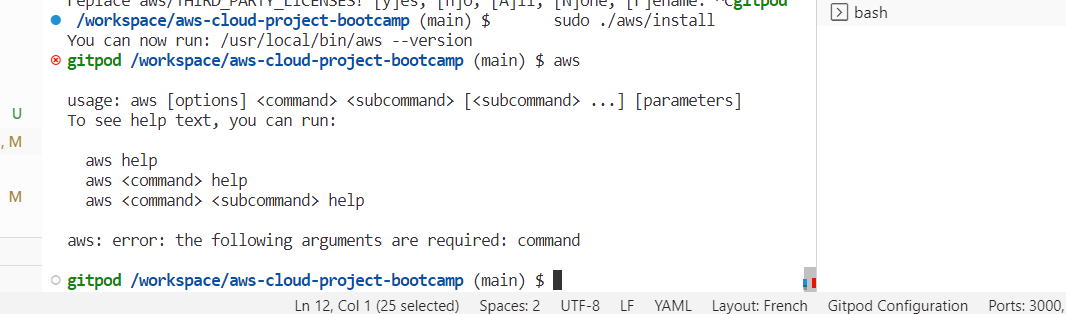 replace aws/THIRD_PARTY_LICENSES? [y]es, [n]o, [A]ll, [N]one, [r]ename: ^Cgitpod
/workspace/aws-cloud-project-bootcamp (main) $ sudo ./aws/install
You can now run: /usr/local/bin/aws --version
gitpod /workspace/aws-cloud-project-bootcamp (main) $ aws
usage: aws [options] <command> <subcommand> [<subcommand> ...] [parameters]
To see help text, you can run:
aws help
aws <command> help
aws <command> <subcommand> help
aws: error: the following arguments are required: command
gitpod /workspace/aws-cloud-project-bootcamp (main) $
U
, M
M
bash
Ln 12, Col 1 (25 selected) Spaces: 2 UTF-8 LF YAML Layout: French Gitpod Configuration Ports: 3000,